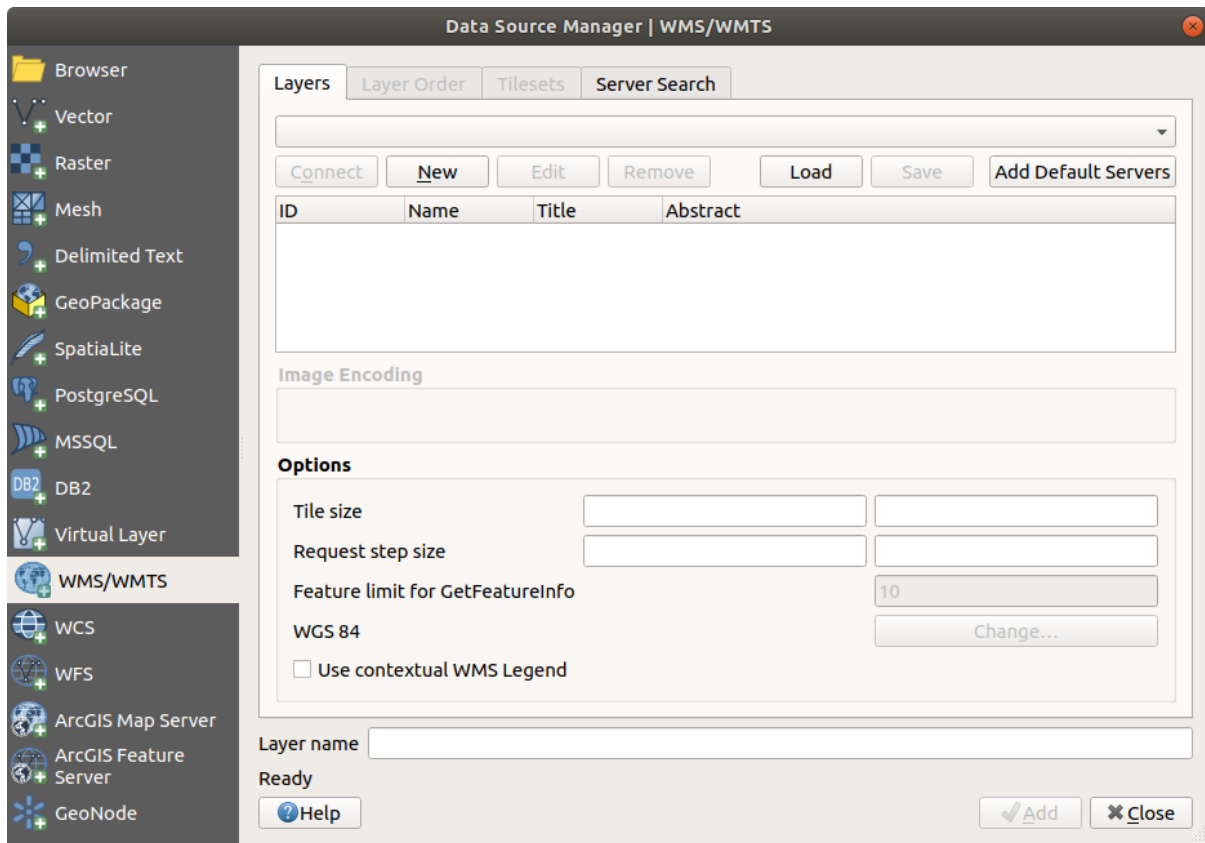 Data Source Manager | WMS/WMTS
Browser
Vector
Raster
Mesh
Delimited Text
GeoPackage
SpatiaLite
PostgreSQL
MSSQL
DB2
DB2
Virtual Layer
WMS/WMTS
WCS
WFS
ArcGIS Map Server
ArcGIS Feature
Server
GeoNode
Layers Layer Order Tilesets Server Search
Connect New Edit Remove Load Save Add Default Servers
ID Name Title Abstract
Image Encoding
Options
Tile size
Request step size
Feature limit for GetFeatureInfo 10
WGS 84 Change...
Use contextual WMS Legend
Layer name
Ready
Help Add Close